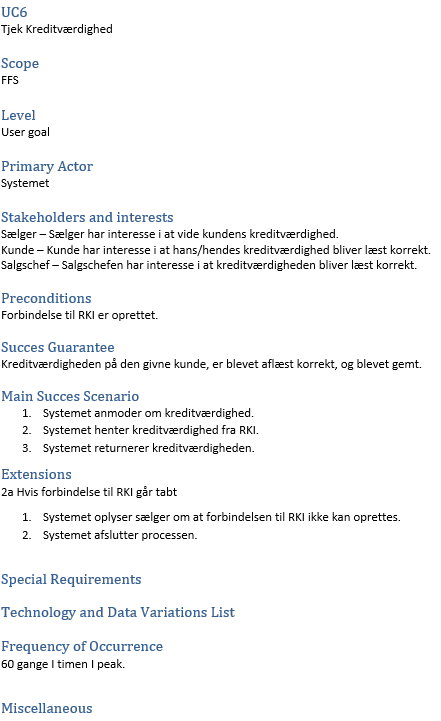 UC6
Tjek Kreditværdighed
Scope
FFS
Level
User goal
Primary Actor
Systemet
Stakeholders and interests
Sælger – Sælger har interesse i at vide kundens kreditværdighed.
Kunde – Kunde har interesse i at hans/hendes kreditværdighed bliver læst korrekt.
Salgschef – Salgschefen har interesse i at kreditværdigheden bliver læst korrekt.
Preconditions
Forbindelse til RKI er oprettet.
Succes Guarantee
Kreditværdigheden på den givne kunde, er blevet aflæst korrekt, og blevet gemt.
Main Succes Scenario
1. Systemet anmoder om kreditværdighed.
2. Systemet henter kreditværdighed fra RKI.
3. Systemet returnerer kreditværdigheden.
Extensions
2a Hvis forbindelse til RKI går tabt
1. Systemet oplyser sælger om at forbindelsen til RKI ikke kan oprettes.
2. Systemet afslutter processen.
Special Requirements
Technology and Data Variations List
Frequency of Occurrence
60 gange I timen I peak.
Miscellaneous